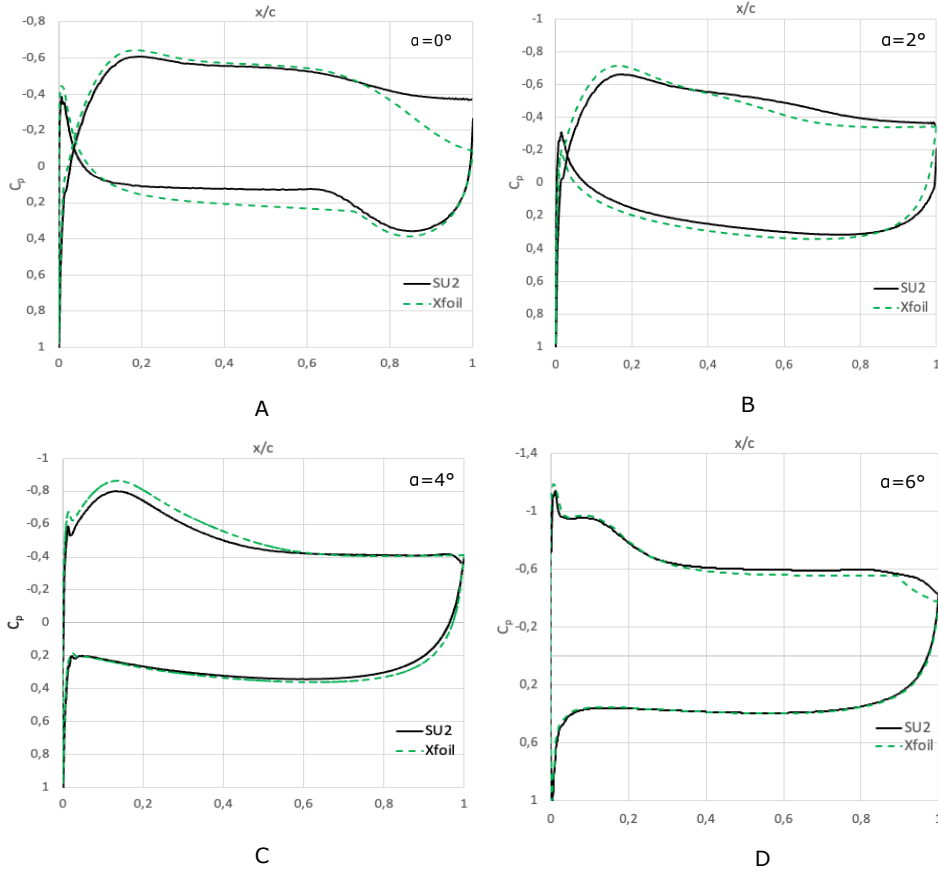 x/c
-0,8
-0,6
-0,4
-0,2
0
0,2
0,4
0,6
0,8
1
Cp
α=0°
SU2
Xfoil
0 0,2 0,4 0,6 0,8 1
A
x/c
-1
-0,8
-0,6
-0,4
-0,2
0
0,2
0,4
0,6
0,8
1
Cp
α=2°
SU2
Xfoil
0 0,2 0,4 0,6 0,8 1
B
x/c
-1
-0,8
-0,6
-0,4
-0,2
0
0,2
0,4
0,6
0,8
1
Cp
α=4°
SU2
Xfoil
0 0,2 0,4 0,6 0,8 1
C
x/c
-1,4
-1
-0,6
-0,2
0,2
0,6
1
Cp
α=6°
SU2
Xfoil
0 0,2 0,4 0,6 0,8 1
D